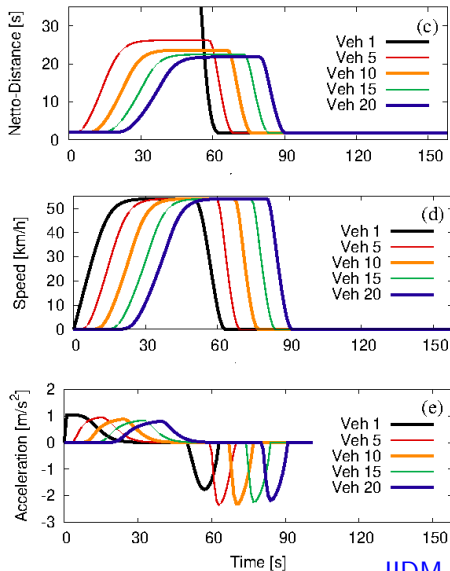 Netto-Distance [s]
30
20
10
0
(c)
Veh 1
Veh 5
Veh 10
Veh 15
Veh 20
0 30 60 90 120 150
Speed [km/h]
50
40
30
20
10
0
(d)
Veh 1
Veh 5
Veh 10
Veh 15
Veh 20
0 30 60 90 120 150
Acceleration [m/s²]
2
1
0
-1
-2
-3
(e)
Veh 1
Veh 5
Veh 10
Veh 15
Veh 20
0 30 60 90 120 150
Time [s]